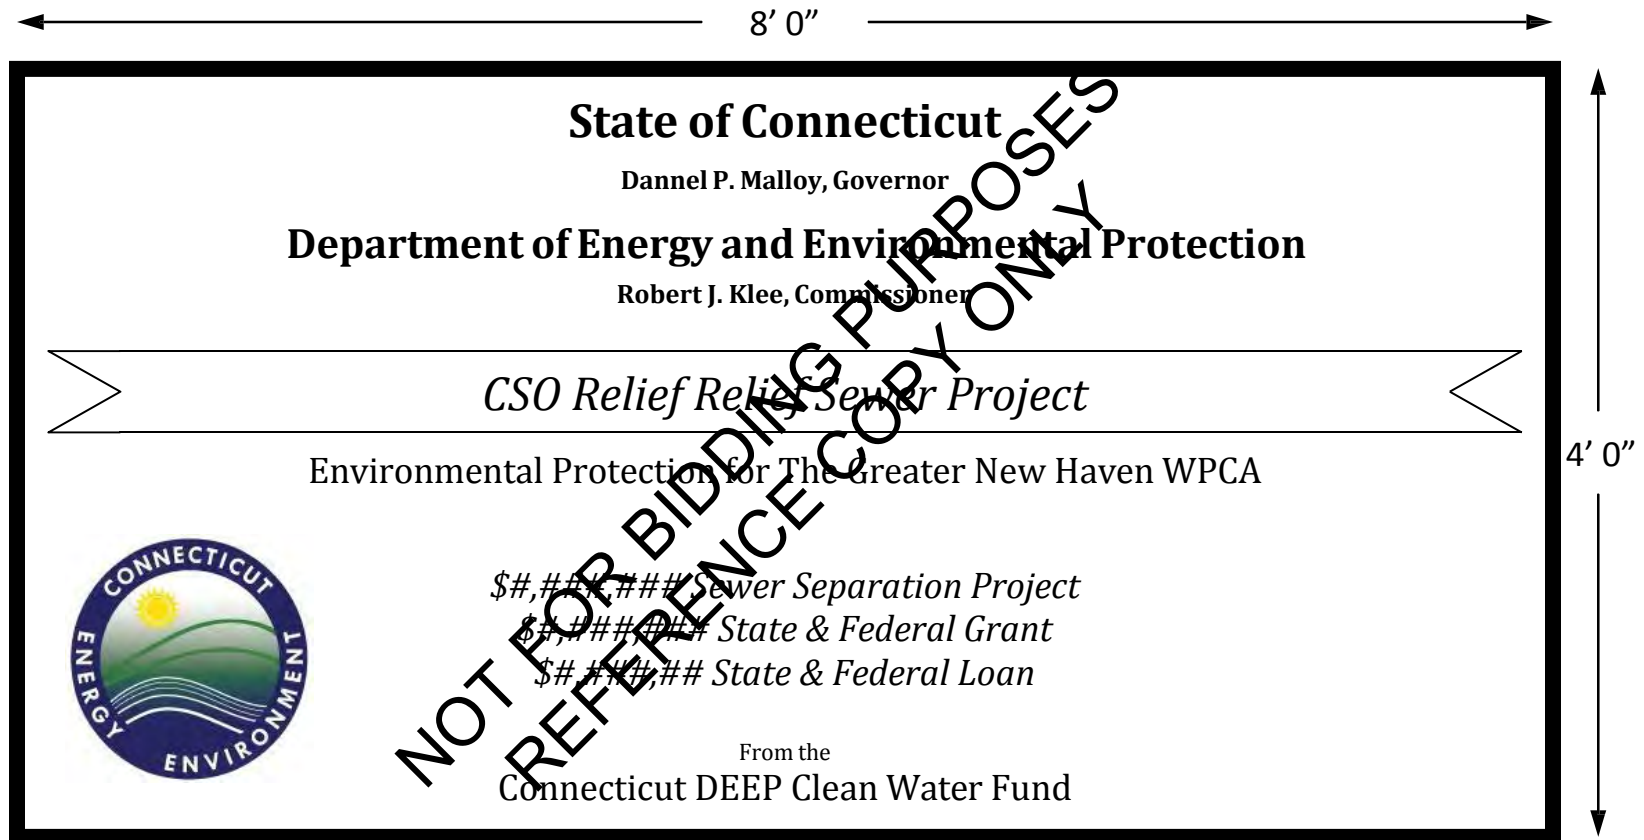 8’ 0”
State of Connecticut
Dannel P. Malloy, Governor
Department of Energy and Environmental Protection
Robert J. Klee, Commissioner
CSO Relief Relief Sewer Project
4’ 0”
Environmental Protection for The Greater New Haven WPCA
CONNECTICUT
ENERGY
ENVIRONMENT
$#,###,### Sewer Separation Project
$#,###,### State & Federal Grant
$#,###,## State & Federal Loan
From the
Connecticut DEEP Clean Water Fund
NOT FOR BIDDING PURPOSES
REFERENCE COPY ONLY